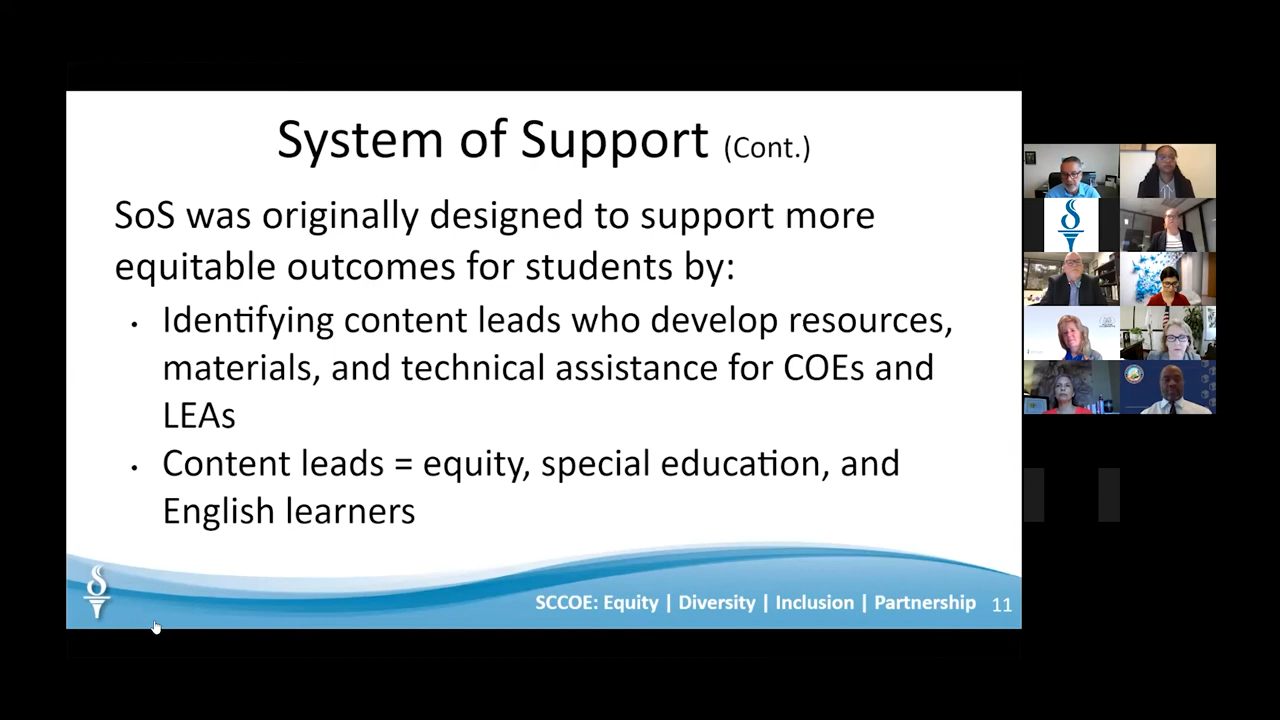 System of Support (Cont.)
SoS was originally designed to support more
equitable outcomes for students by:
• Identifying content leads who develop resources,
materials, and technical assistance for COEs and
LEAs
• Content leads = equity, special education, and
English learners
SCCOE: Equity | Diversity | Inclusion | Partnership 11